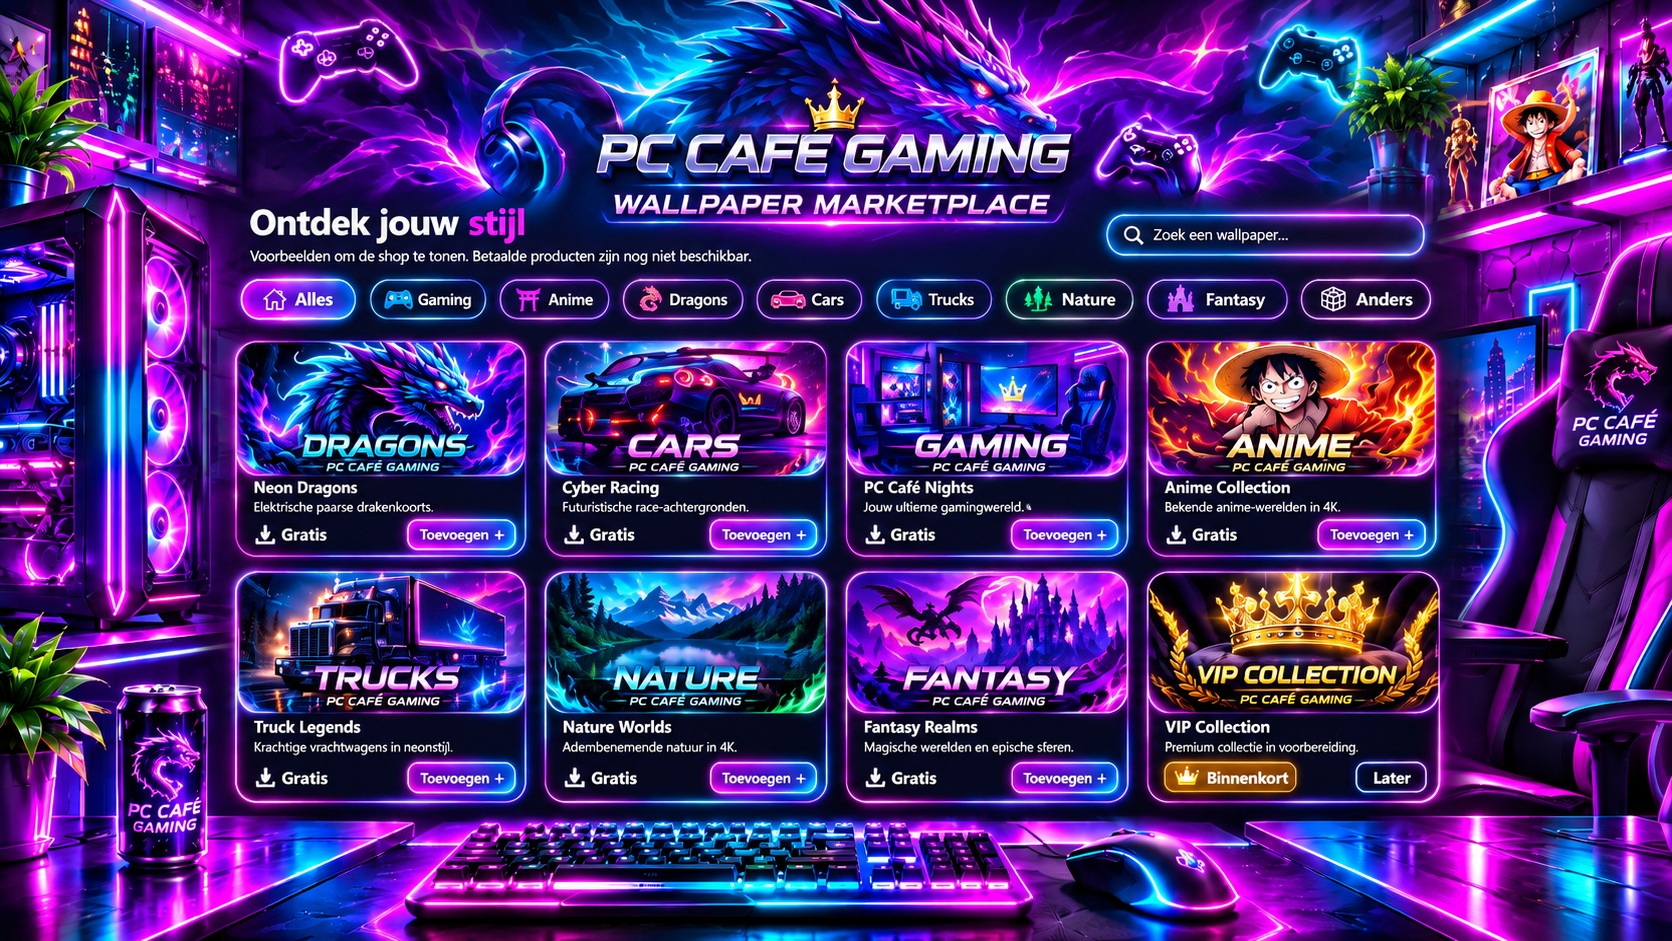 PC CAFÉ GAMING
WALLPAPER MARKETPLACE
Ontdek jouw stijl
Voorbeelden om de shop te tonen. Betaalde producten zijn nog niet beschikbaar.
Zoek een wallpaper...
Alles
Gaming
Anime
Dragons
Cars
Trucks
Nature
Fantasy
Anders
DRAGONS
PC CAFÉ GAMING
Neon Dragons
Elektrische paarse drakenkoorts.
Gratis
Toevoegen +
CARS
PC CAFÉ GAMING
Cyber Racing
Futuristische race-achtergronden.
Gratis
Toevoegen +
GAMING
PC CAFÉ GAMING
PC Café Nights
Jouw ultieme gamingwereld.
Gratis
Toevoegen +
ANIME
PC CAFÉ GAMING
Anime Collection
Bekende anime-werelden in 4K.
Gratis
Toevoegen +
TRUCKS
PC CAFÉ GAMING
Truck Legends
Krachtige vrachtwagens in neonstijl.
Gratis
Toevoegen +
NATURE
PC CAFÉ GAMING
Nature Worlds
Adembenemende natuur in 4K.
Gratis
Toevoegen +
FANTASY
PC CAFÉ GAMING
Fantasy Realms
Magische werelden en epische sferen.
Gratis
Toevoegen +
VIP COLLECTION
PC CAFÉ GAMING
VIP Collection
Premium collectie in voorbereiding.
Binnenkort
Later
PC CAFÉ
GAMING
PC CAFÉ
GAMING